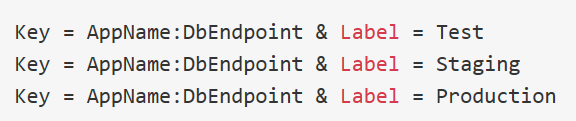 Key = AppName:DbEndpoint & Label = Test
Key = AppName:DbEndpoint & Label = Staging
Key = AppName:DbEndpoint & Label = Production